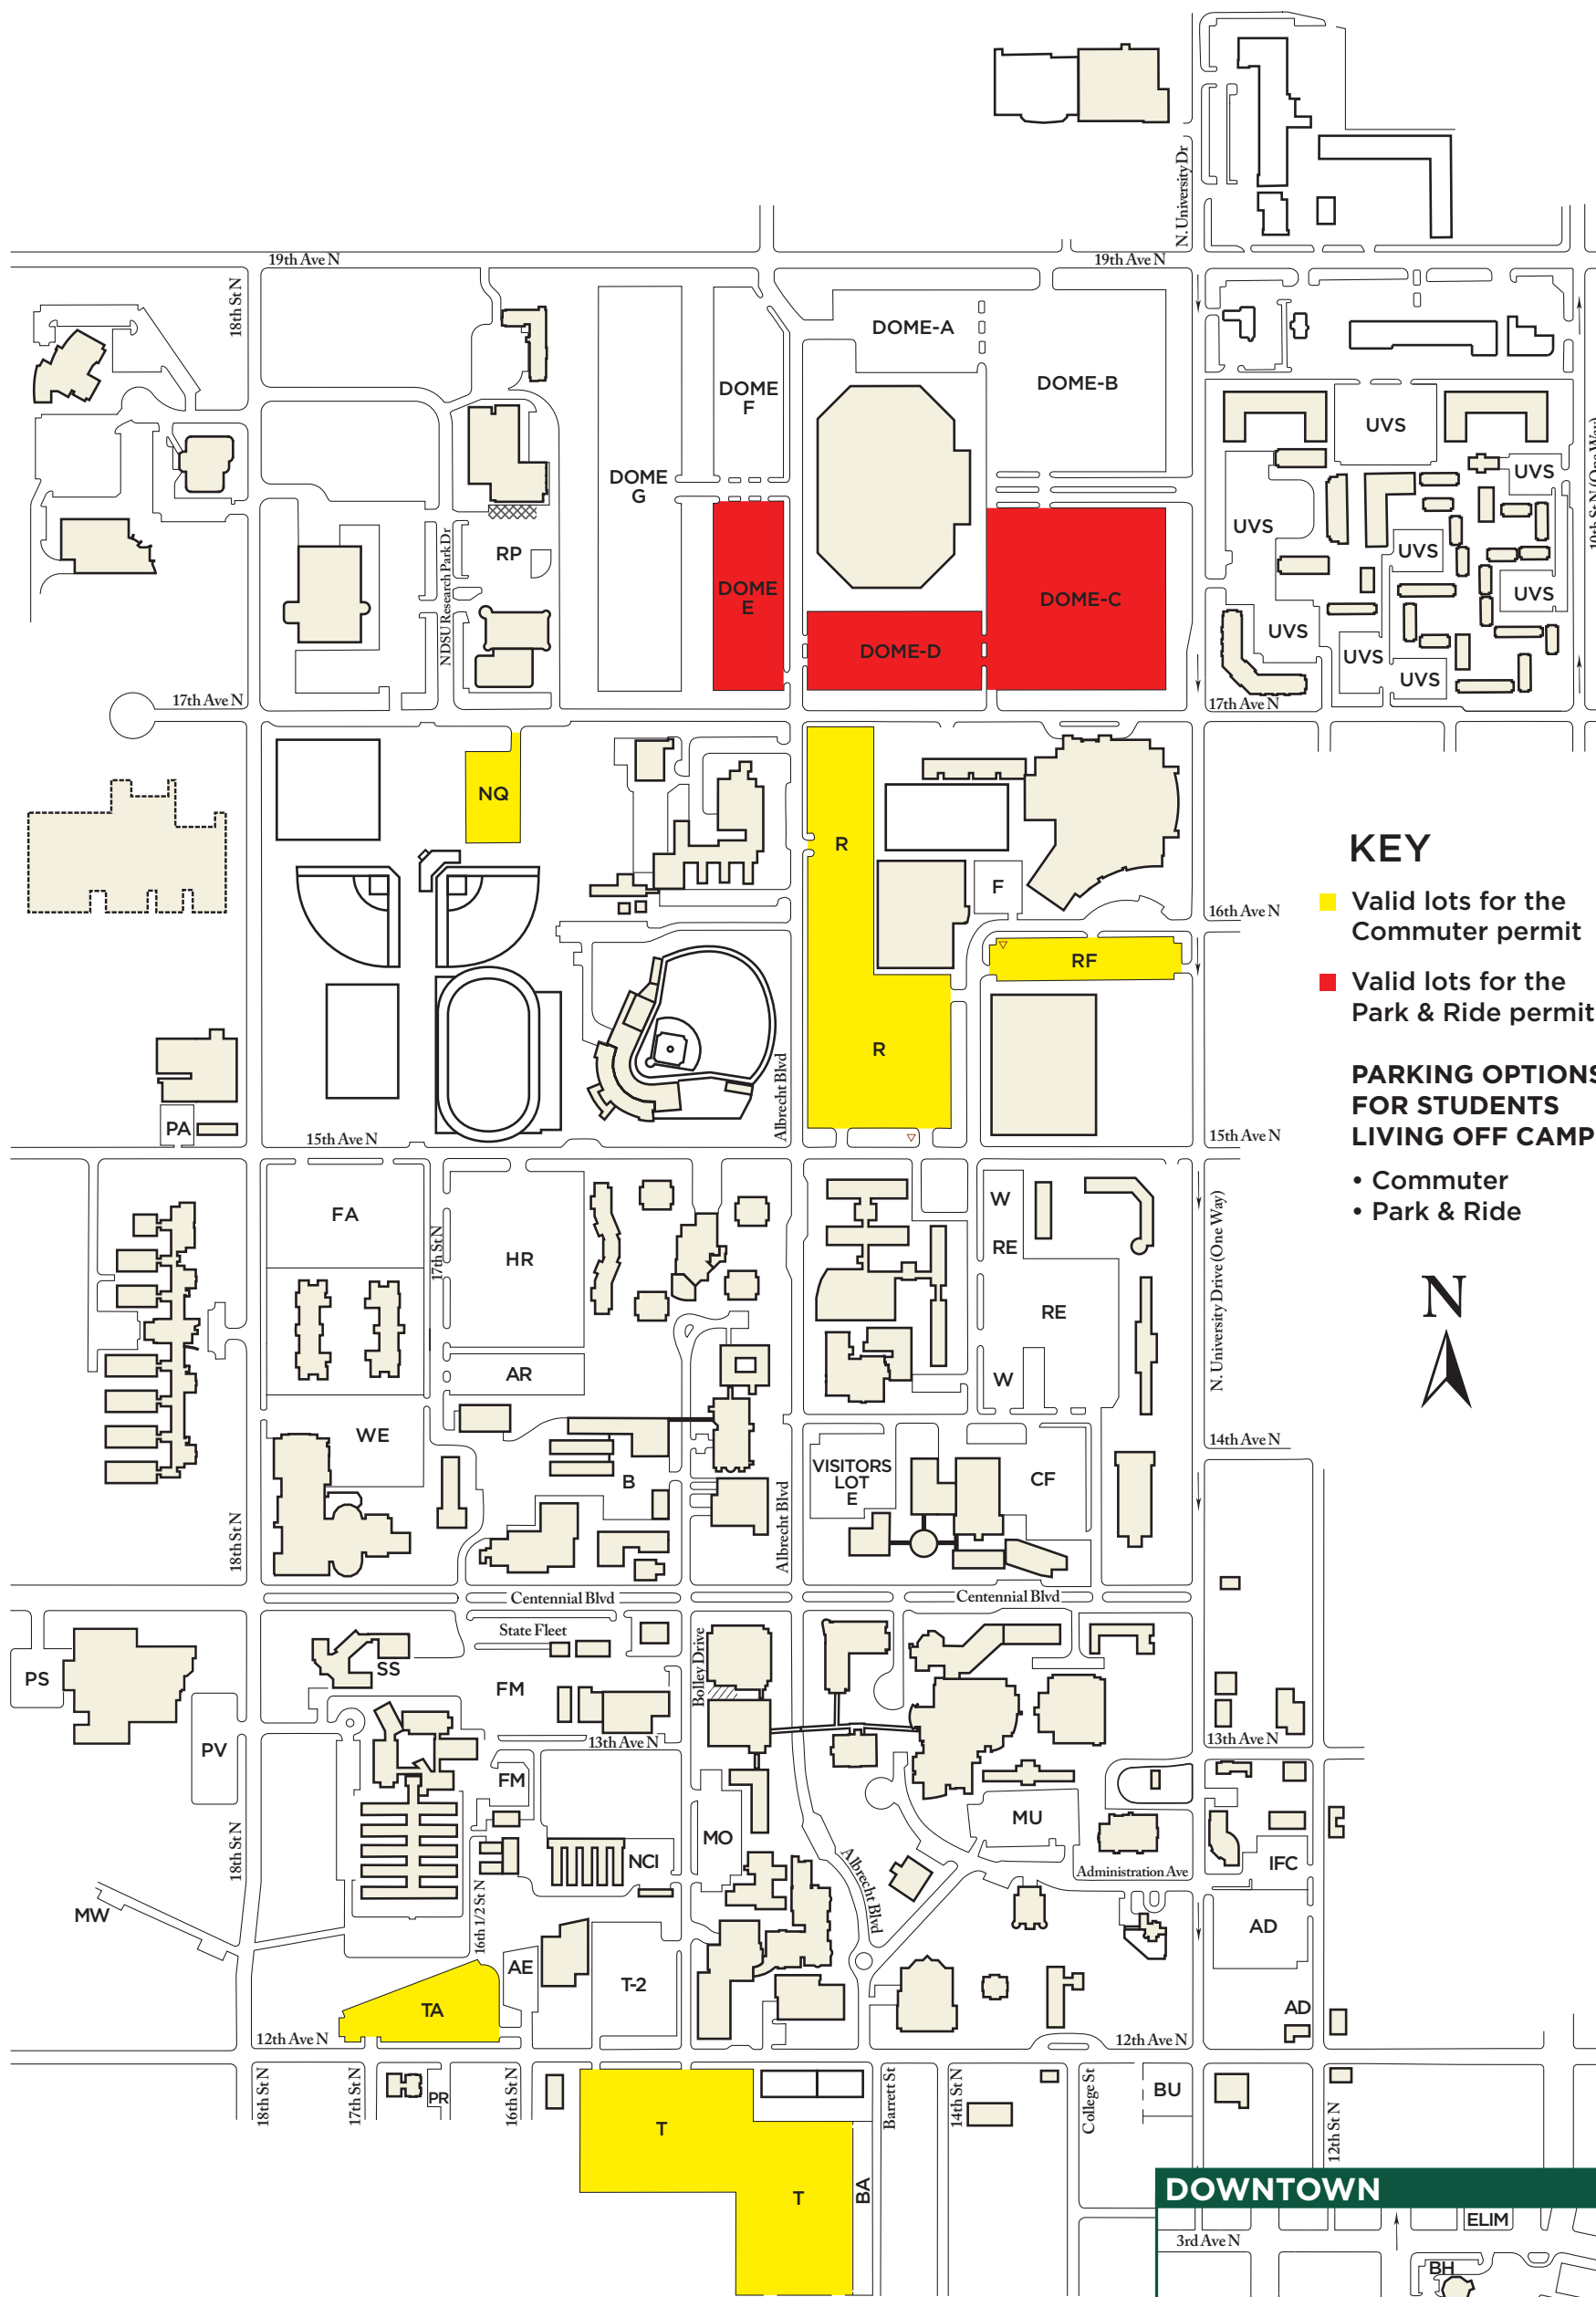 N. University Dr
19th Ave N
19th Ave N
18th St N
DOME-A
DOME-B
DOME
F
DOME
G
UVS
UVS
UVS
UVS
UVS
UVS
UVS
UVS
10th St N (One Way)
RP
NDSU Research Park Dr
DOME
E
DOME-C
DOME-D
17th Ave N
17th Ave N
NQ
R
F
16th Ave N
RF
R
Albrecht Blvd
PA
15th Ave N
15th Ave N
KEY
Valid lots for the
Commuter permit
Valid lots for the
Park & Ride permit
PARKING OPTIONS
FOR STUDENTS
LIVING OFF CAMP
• Commuter
• Park & Ride
N
FA
17th St N
HR
W
RE
RE
W
N. University Drive (One Way)
AR
WE
B
14th Ave N
VISITORS
LOT
E
CF
18th St N
Albrecht Blvd
Centennial Blvd
Centennial Blvd
State Fleet
PS
SS
FM
Bolley Drive
13th Ave N
13th Ave N
PV
FM
MU
MO
NCI
18th St N
Albrecht Blvd
Administration Ave
IFC
MW
16th 1/2 St N
AD
AE
T-2
TA
AD
12th Ave N
12th Ave N
18th St N
17th St N
PR
16th St N
T
T
BA
Barrett St
14th St N
College St
BU
12th St N
DOWNTOWN
ELIM
3rd Ave N
BH